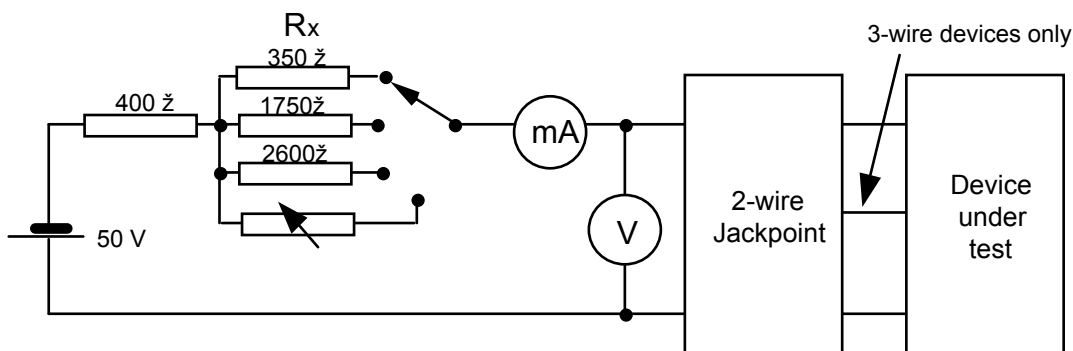 Rx
3-wire devices only
350 ž
400 ž
1750ž
mA
2600ž
50 V
V
2-wire
Jackpoint
Device
under
test